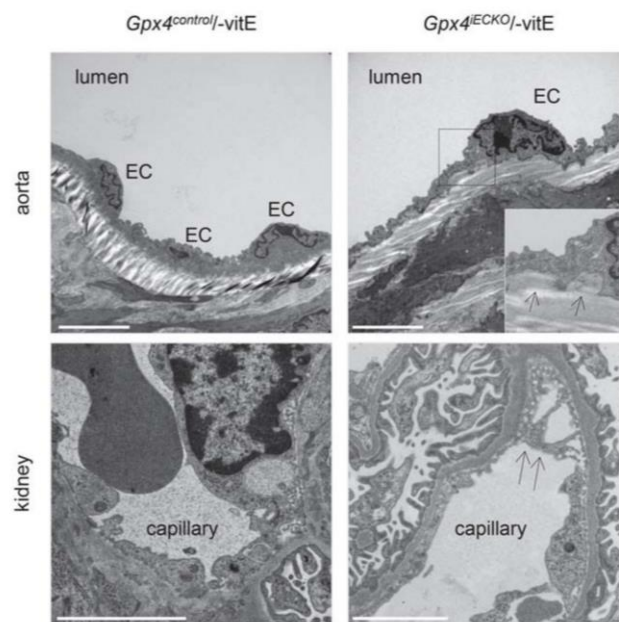 Gpx4control/-vitE
Gpx4iECKO/-vitE
aorta
lumen
EC
EC
EC
lumen
EC
kidney
capillary
capillary